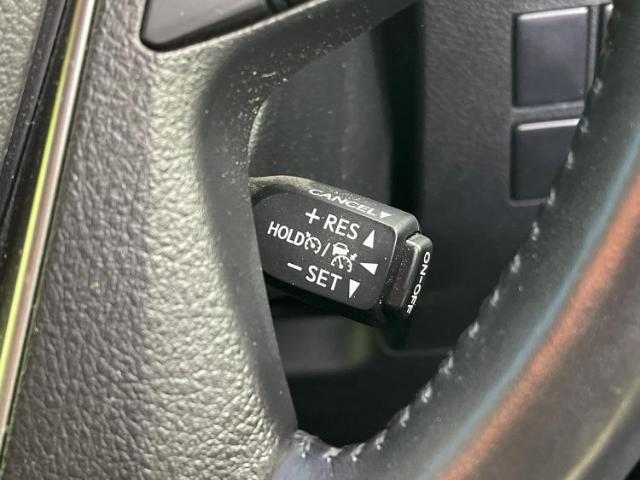 CANCEL▼
+ RES ▲
HOLD / ◀
– SET ▼
ON-OFF